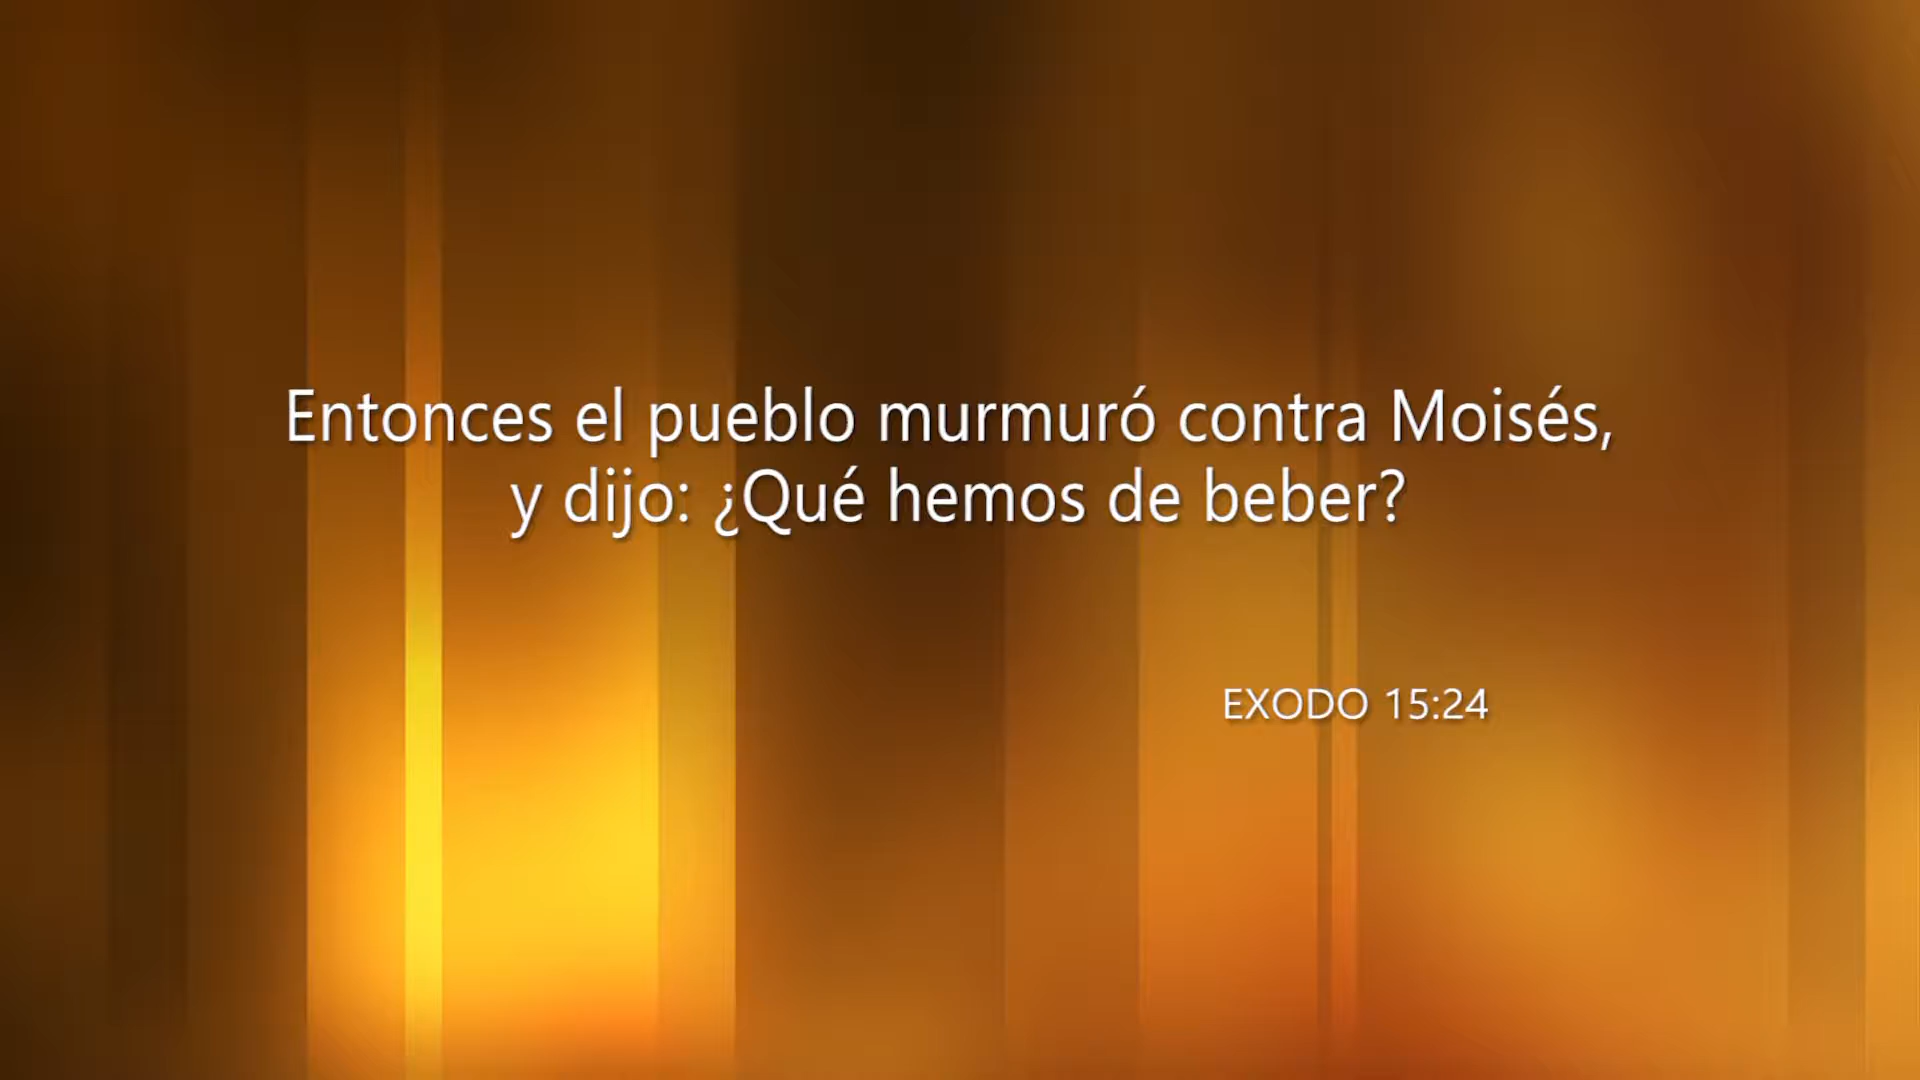 Entonces el pueblo murmuró contra Moisés,
y dijo: ¿Qué hemos de beber?
EXODO 15:24